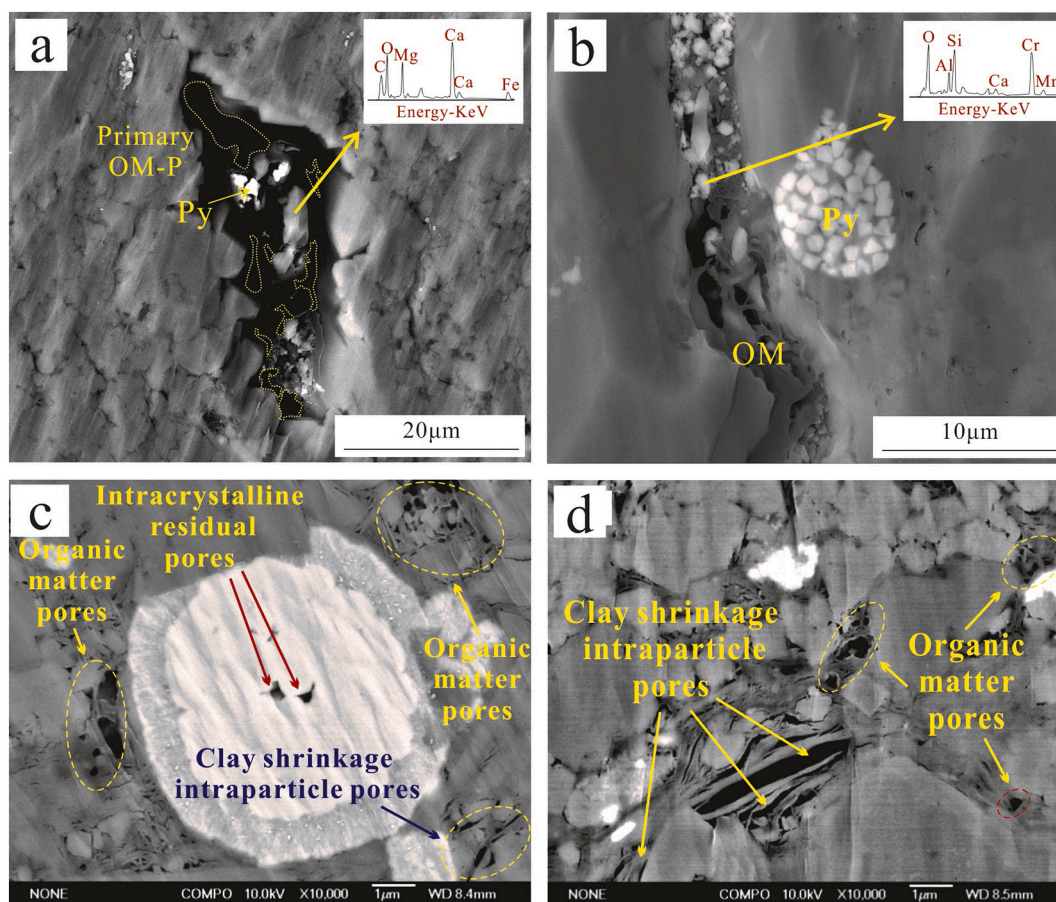 a
C
O
Mg
Ca
Ca
Fe
Energy-KeV
Primary
OM-P
Py
20μm
b
O
Al
Si
Ca
Cr
Energy-KeV
Py
OM
10μm
c
Intracrystalline
residual
pores
Organic
matter
pores
Organic
matter
pores
Clay shrinkage
intraparticle pores
NONE COMPO 10.0kV X10,000 1μm WD 8.4mm
d
Clay shrinkage
intraparticle
pores
Organic
matter
pores
NONE COMPO 10.0kV X10,000 1μm WD 8.5mm